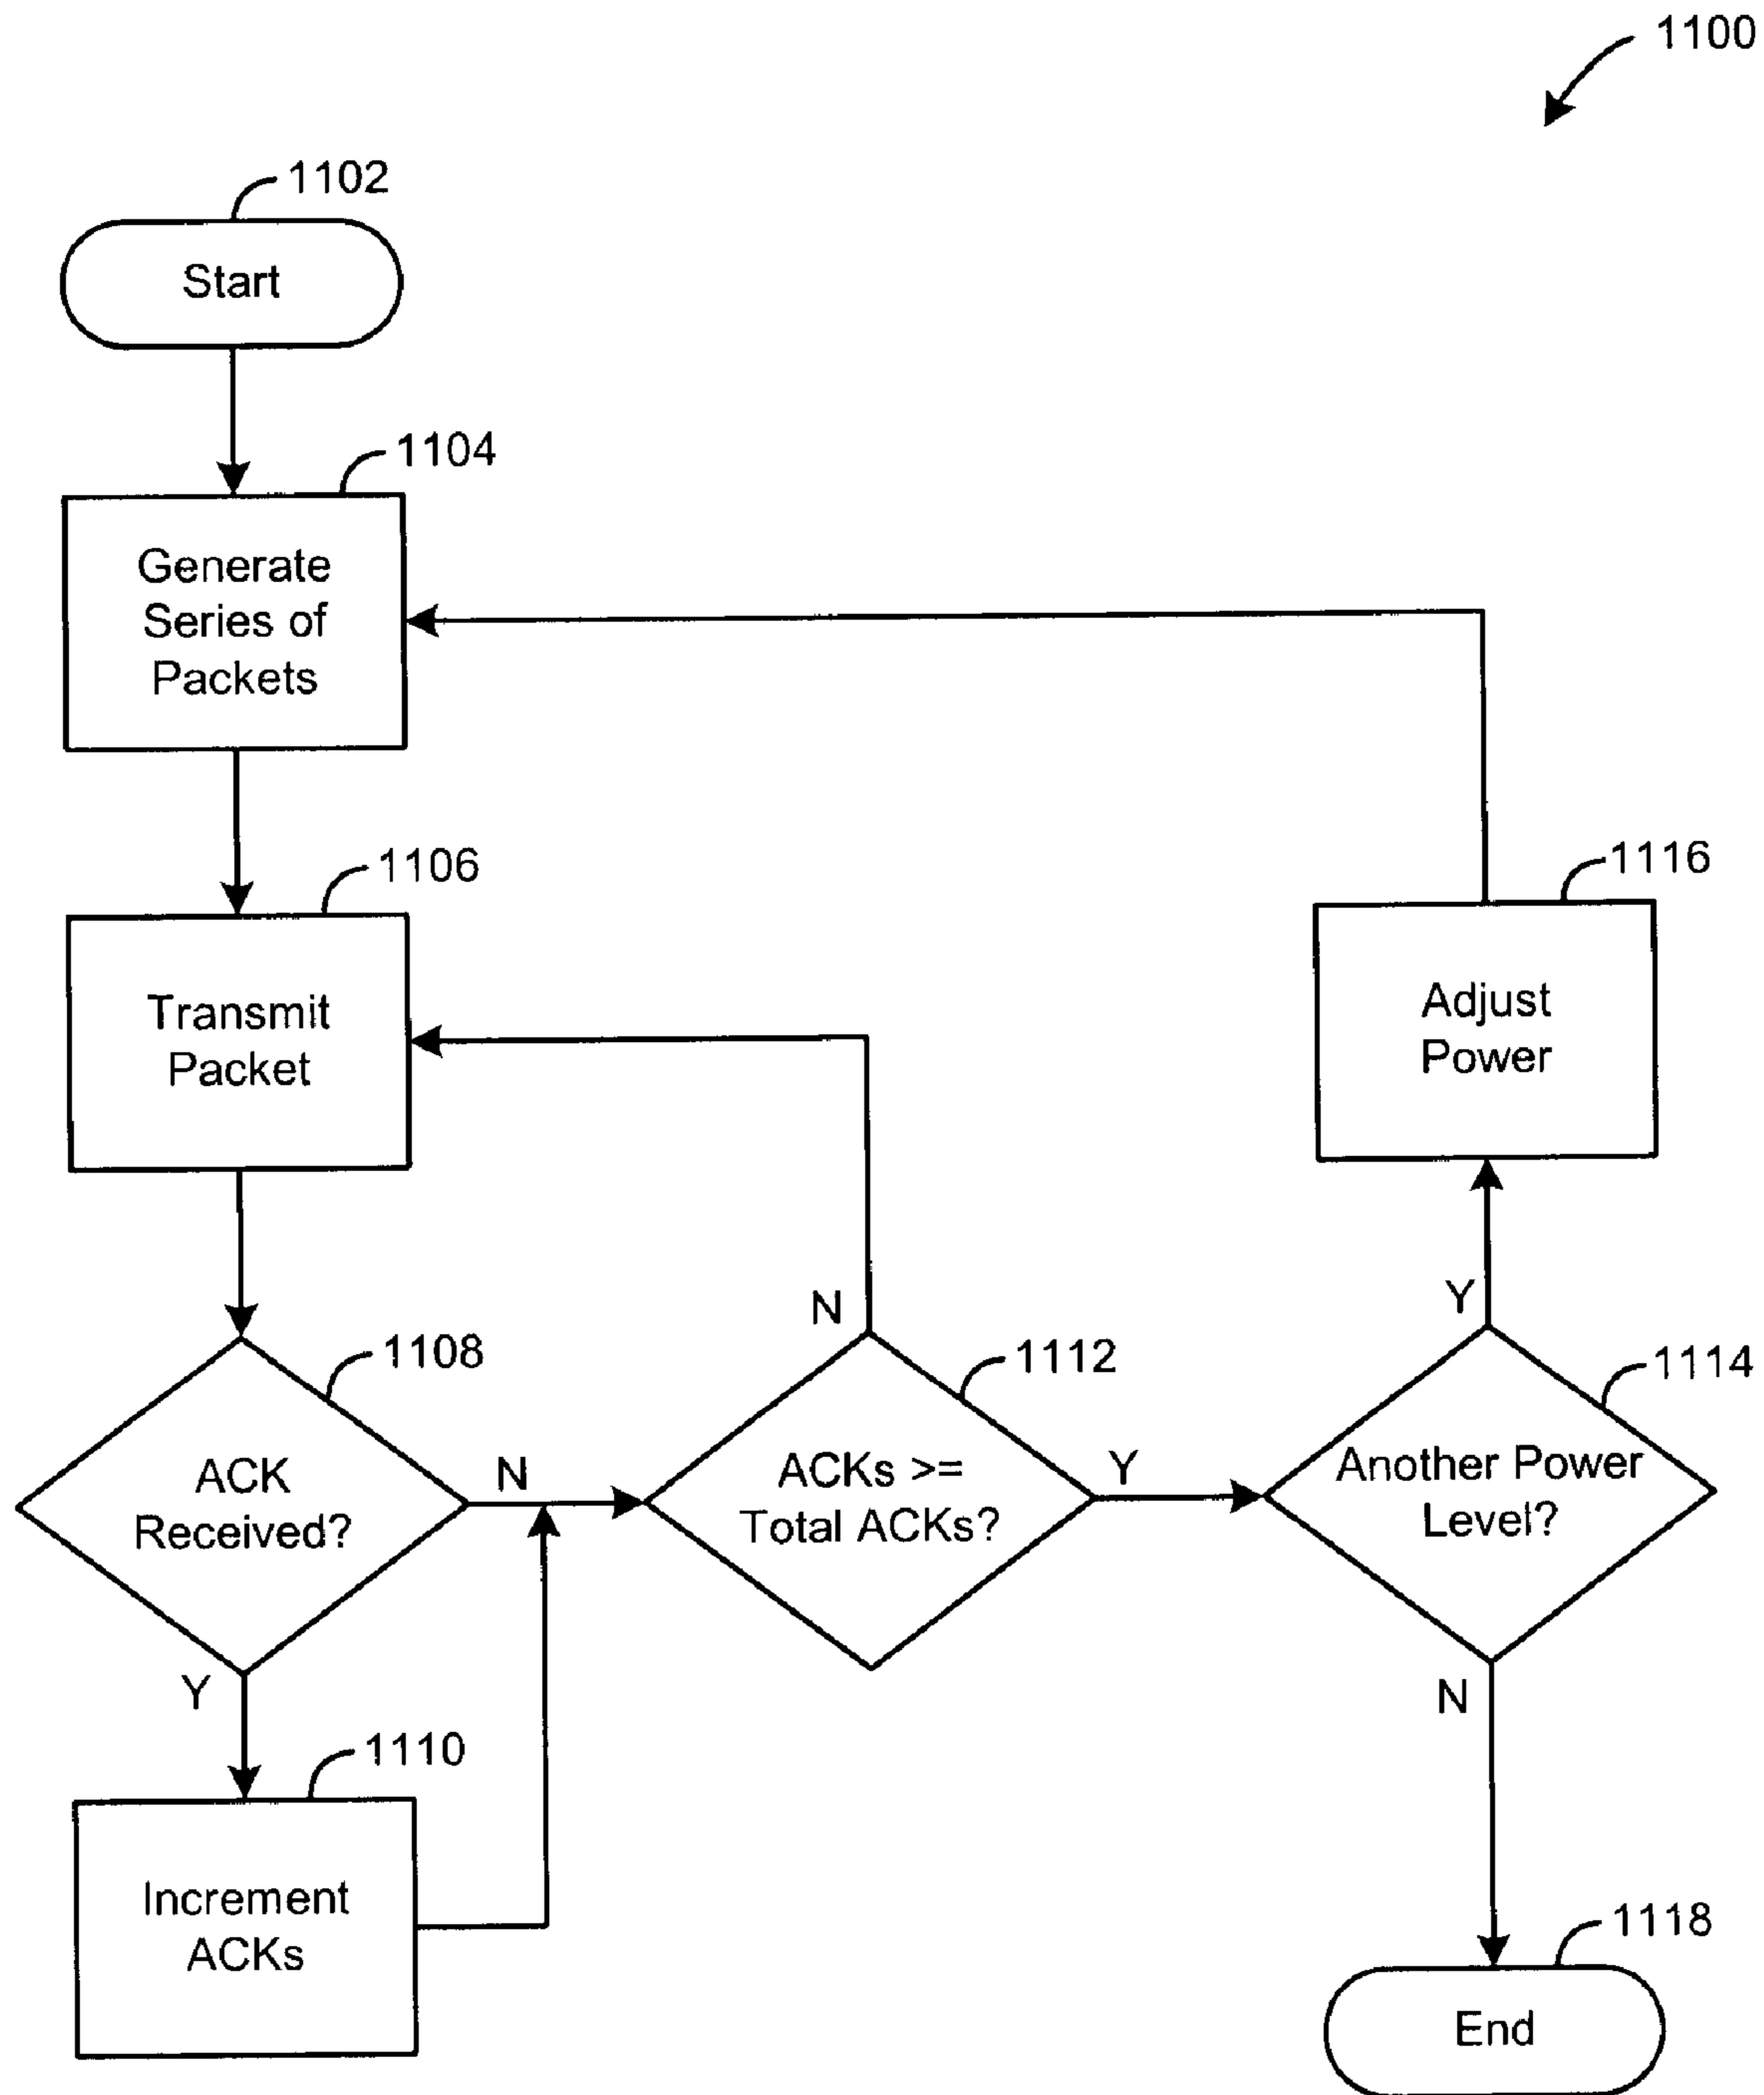 1100
1102
Start
1104
Generate
Series of
Packets
1106
Transmit
Packet
1116
Adjust
Power
1108
ACK
Received?
N
Y
1110
Increment
ACKs
N
1112
ACKs >=
Total ACKs?
Y
Y
1114
Another Power
Level?
N
1118
End